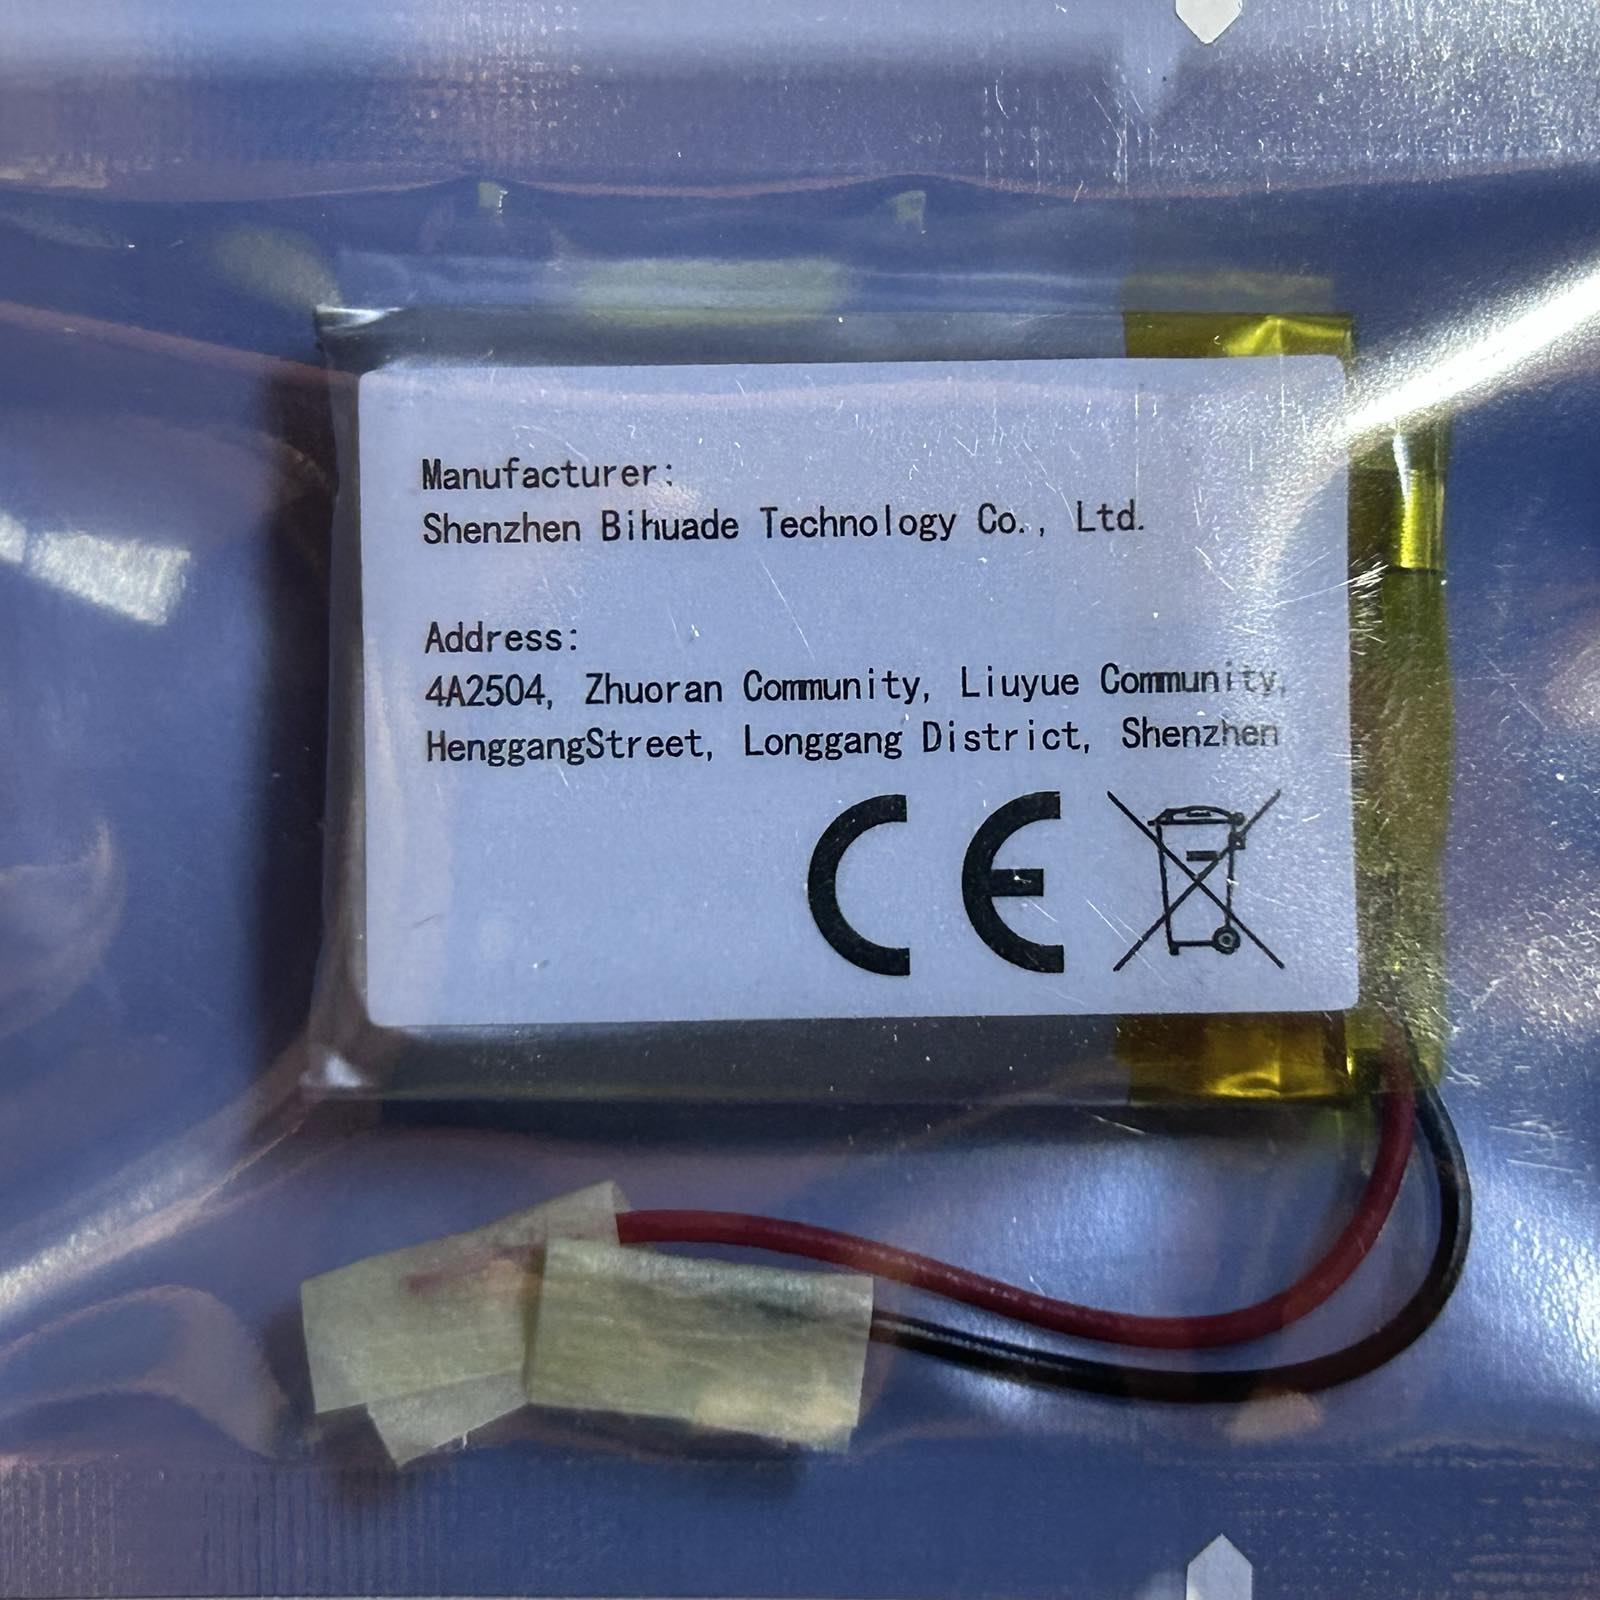 Manufacturer:
Shenzhen Bihuade Technology Co., Ltd.
Address:
4A2504, Zhuoran Community, Liuyue Community,
HenggangStreet, Longgang District, Shenzhen
CE